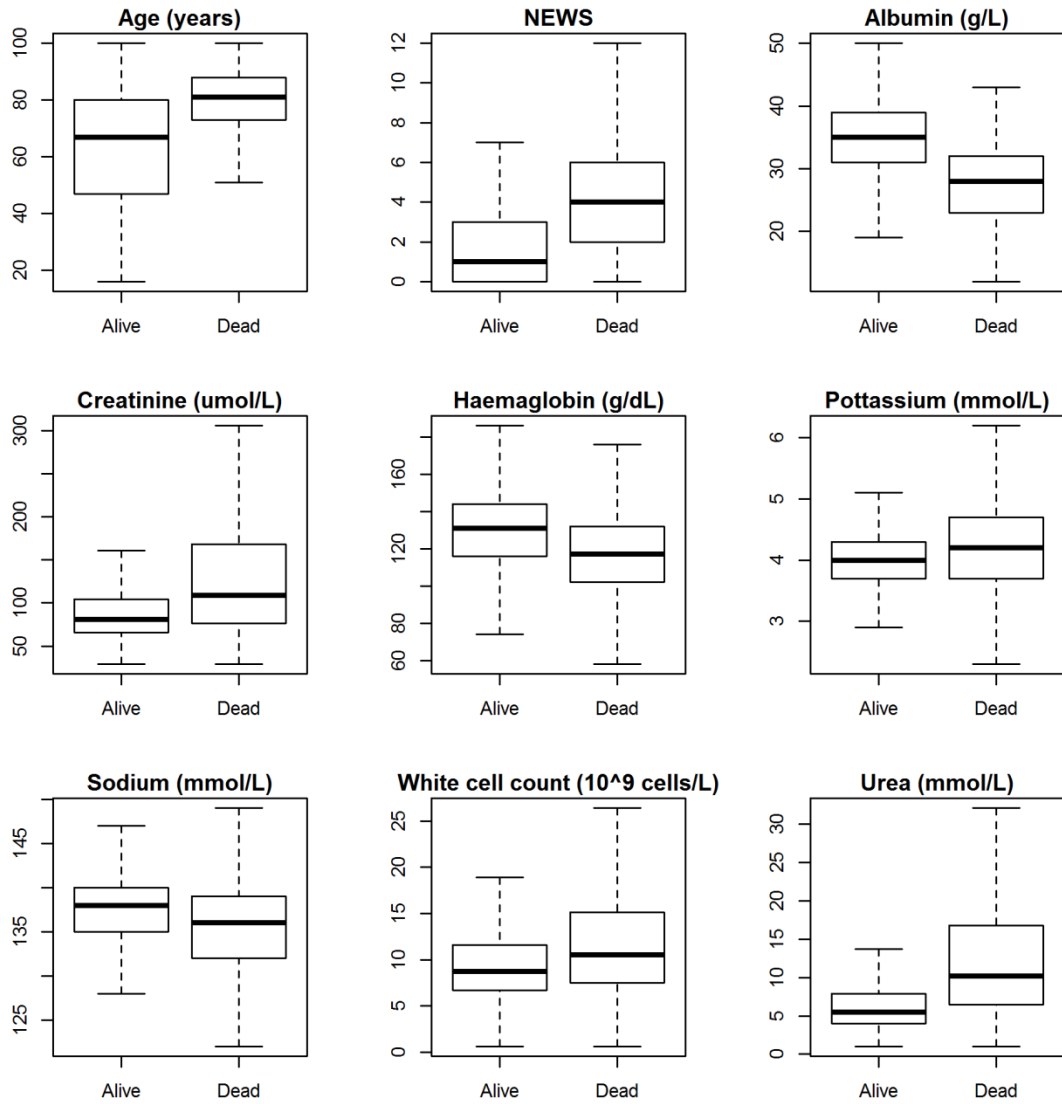 Age (years)
NEWS
Albumin (g/L)
100
80
60
40
20
Alive
Dead
12
10
8
6
4
2
0
Alive
Dead
50
40
30
20
Alive
Dead
Creatinine (umol/L)
Haemaglobin (g/dL)
Pottassium (mmol/L)
300
200
100
50
Alive
Dead
160
120
80
60
Alive
Dead
6
5
4
3
Alive
Dead
Sodium (mmol/L)
White cell count (10^9 cells/L)
Urea (mmol/L)
145
135
125
Alive
Dead
25
20
15
10
5
0
Alive
Dead
30
25
20
15
10
5
0
Alive
Dead